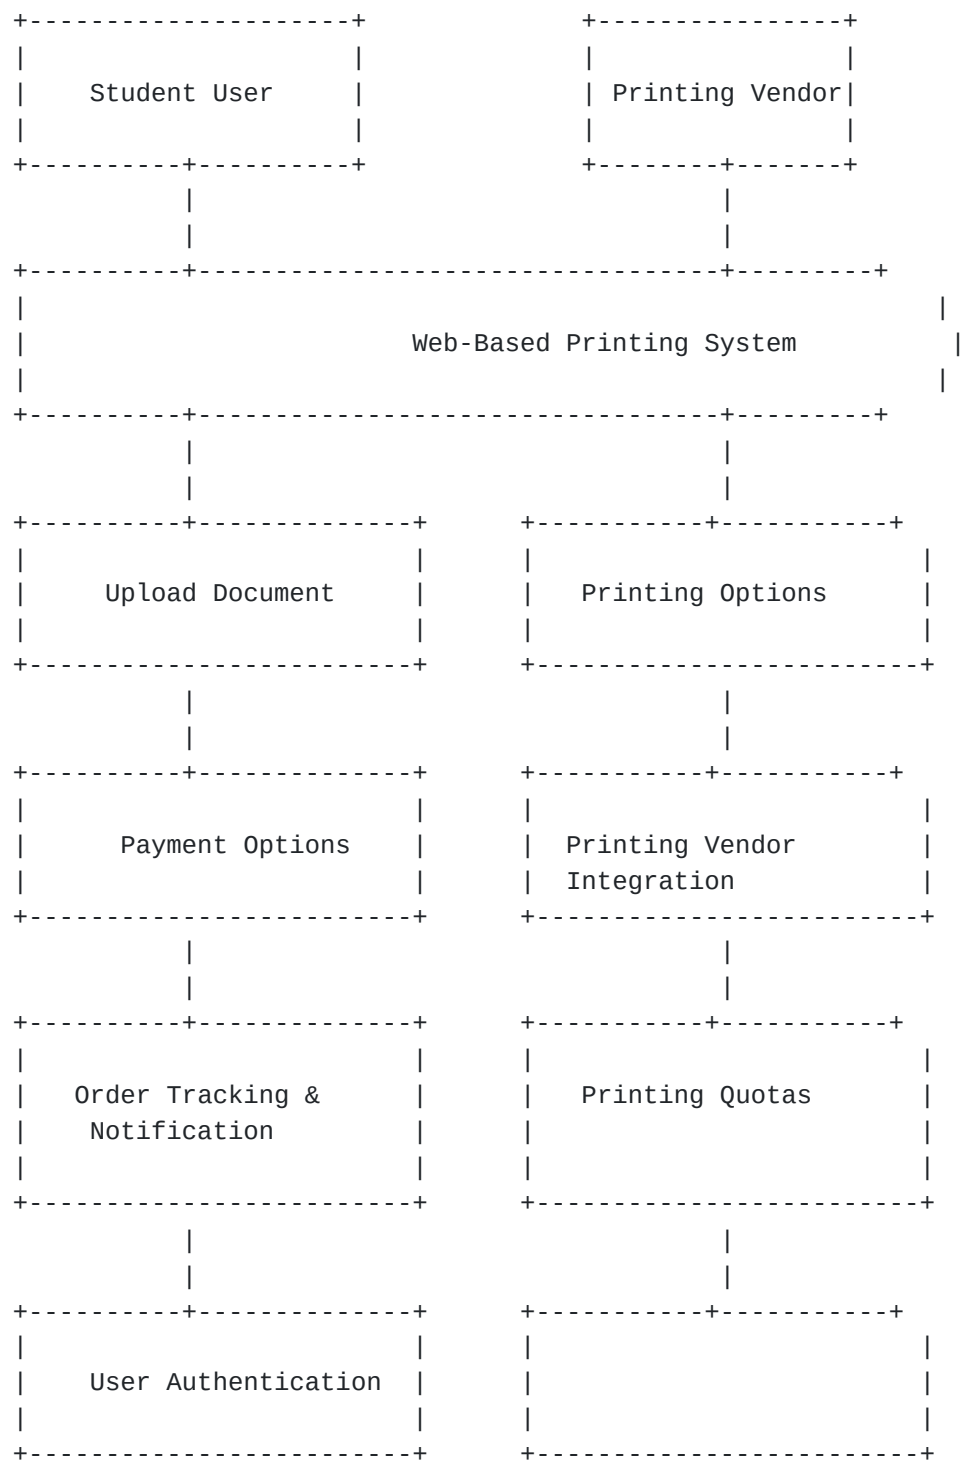 Student User
Printing Vendor
Web-Based Printing System
Upload Document
Printing Options
Payment Options
Printing Vendor
Integration
Order Tracking &
Notification
Printing Quotas
User Authentication